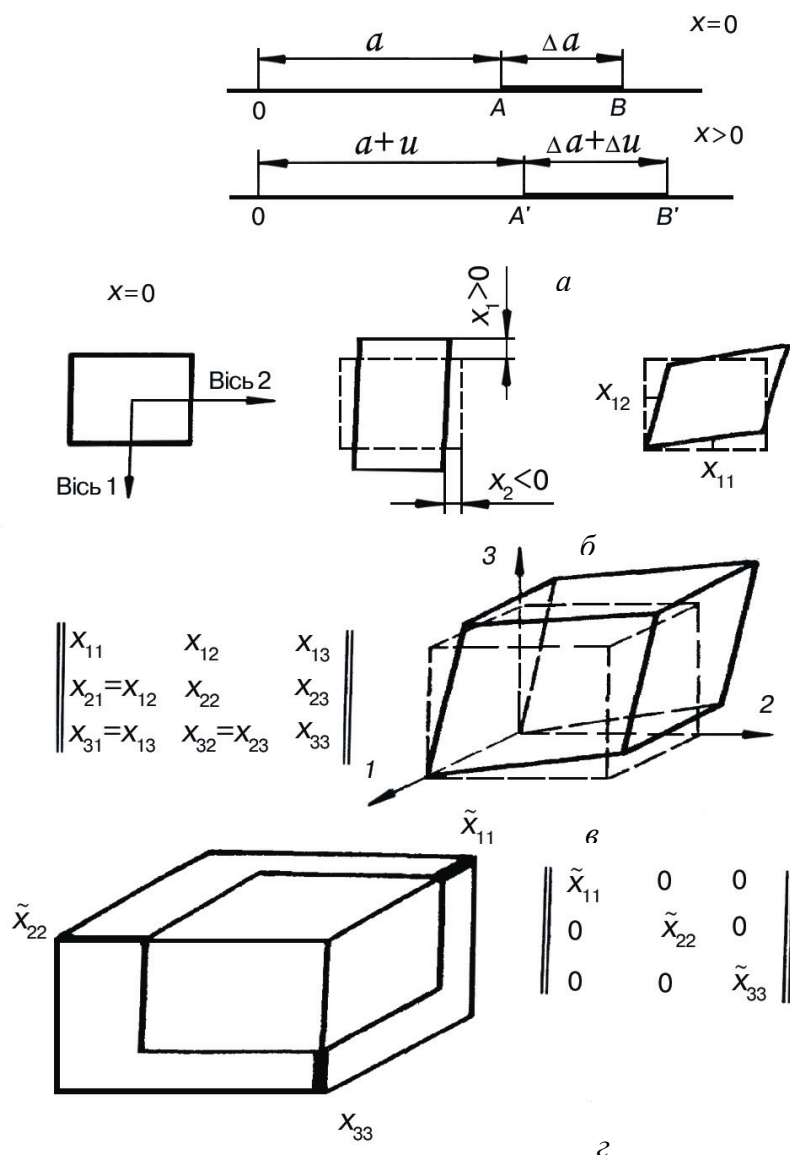 x=0
a Δa
0 A B
x>0
a+u Δa+Δu
0 A' B'
а
x=0
Вісь 2
Вісь 1
x₁>0
x₂<0
x₁₂
x₁₁
б
x₁₁ x₁₂ x₁₃
x₂₁=x₁₂ x₂₂ x₂₃
x₃₁=x₁₃ x₃₂=x₂₃ x₃₃
3
2
1
в
x̃₁₁
x̃₂₂
x₃₃
x̃₁₁ 0 0
0 x̃₂₂ 0
0 0 x̃₃₃
г